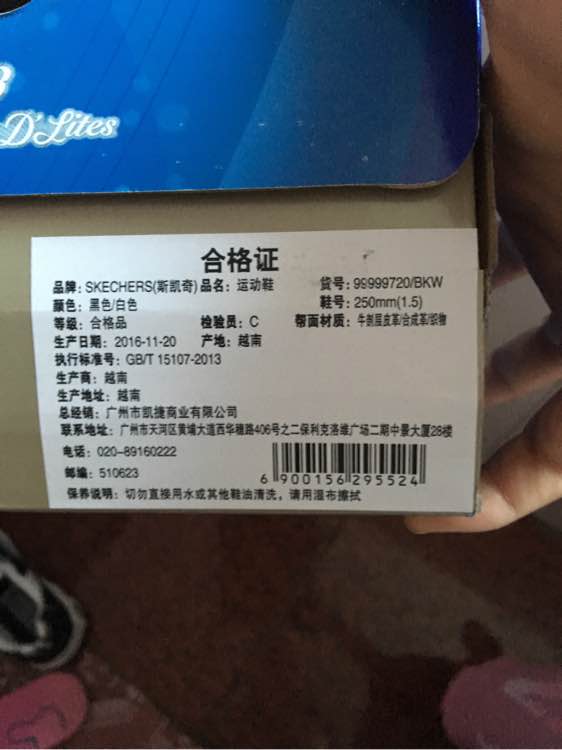 D'Lites
合格证
品牌: SKECHERS(斯凯奇) 品名: 运动鞋 货号: 99999720/BKW
颜色: 黑色/白色 鞋号: 250mm(1.5)
等级: 合格品 检验员: C 帮面材质: 牛剖层皮革/合成革/织物
生产日期: 2016-11-20 产地: 越南
执行标准号: GB/T 15107-2013
生产商: 越南
生产地址: 越南
总经销: 广州市凯捷商业有限公司
联系地址: 广州市天河区黄埔大道西华穗路406号之二保利克洛维广场二期中景大厦28楼
电话: 020-89160222
邮编: 510623
6 900156 295524
保养说明: 切勿直接用水或其他鞋油清洗，请用湿布擦拭